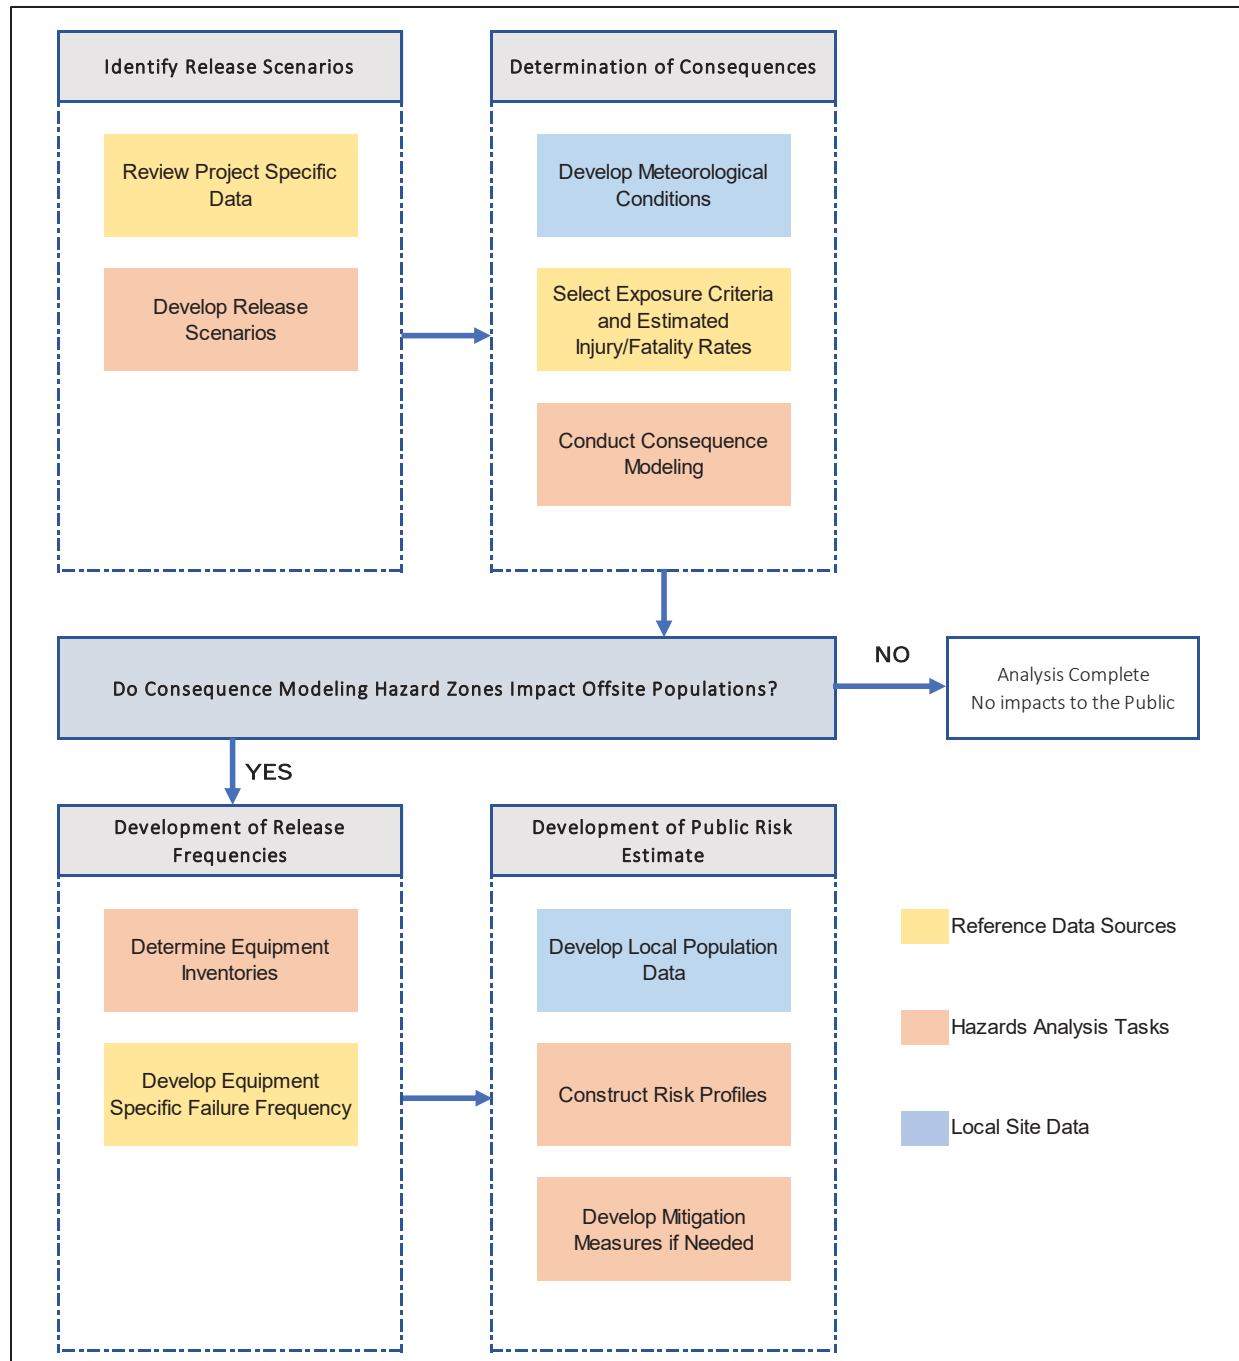 Identify Release Scenarios
Review Project Specific
Data
Develop Release
Scenarios
Determination of Consequences
Develop Meteorological
Conditions
Select Exposure Criteria
and Estimated
Injury/Fatality Rates
Conduct Consequence
Modeling
Do Consequence Modeling Hazard Zones Impact Offsite Populations?
NO
Analysis Complete
No impacts to the Public
YES
Development of Release
Frequencies
Determine Equipment
Inventories
Develop Equipment
Specific Failure Frequency
Development of Public Risk
Estimate
Develop Local Population
Data
Construct Risk Profiles
Develop Mitigation
Measures if Needed
Reference Data Sources
Hazards Analysis Tasks
Local Site Data